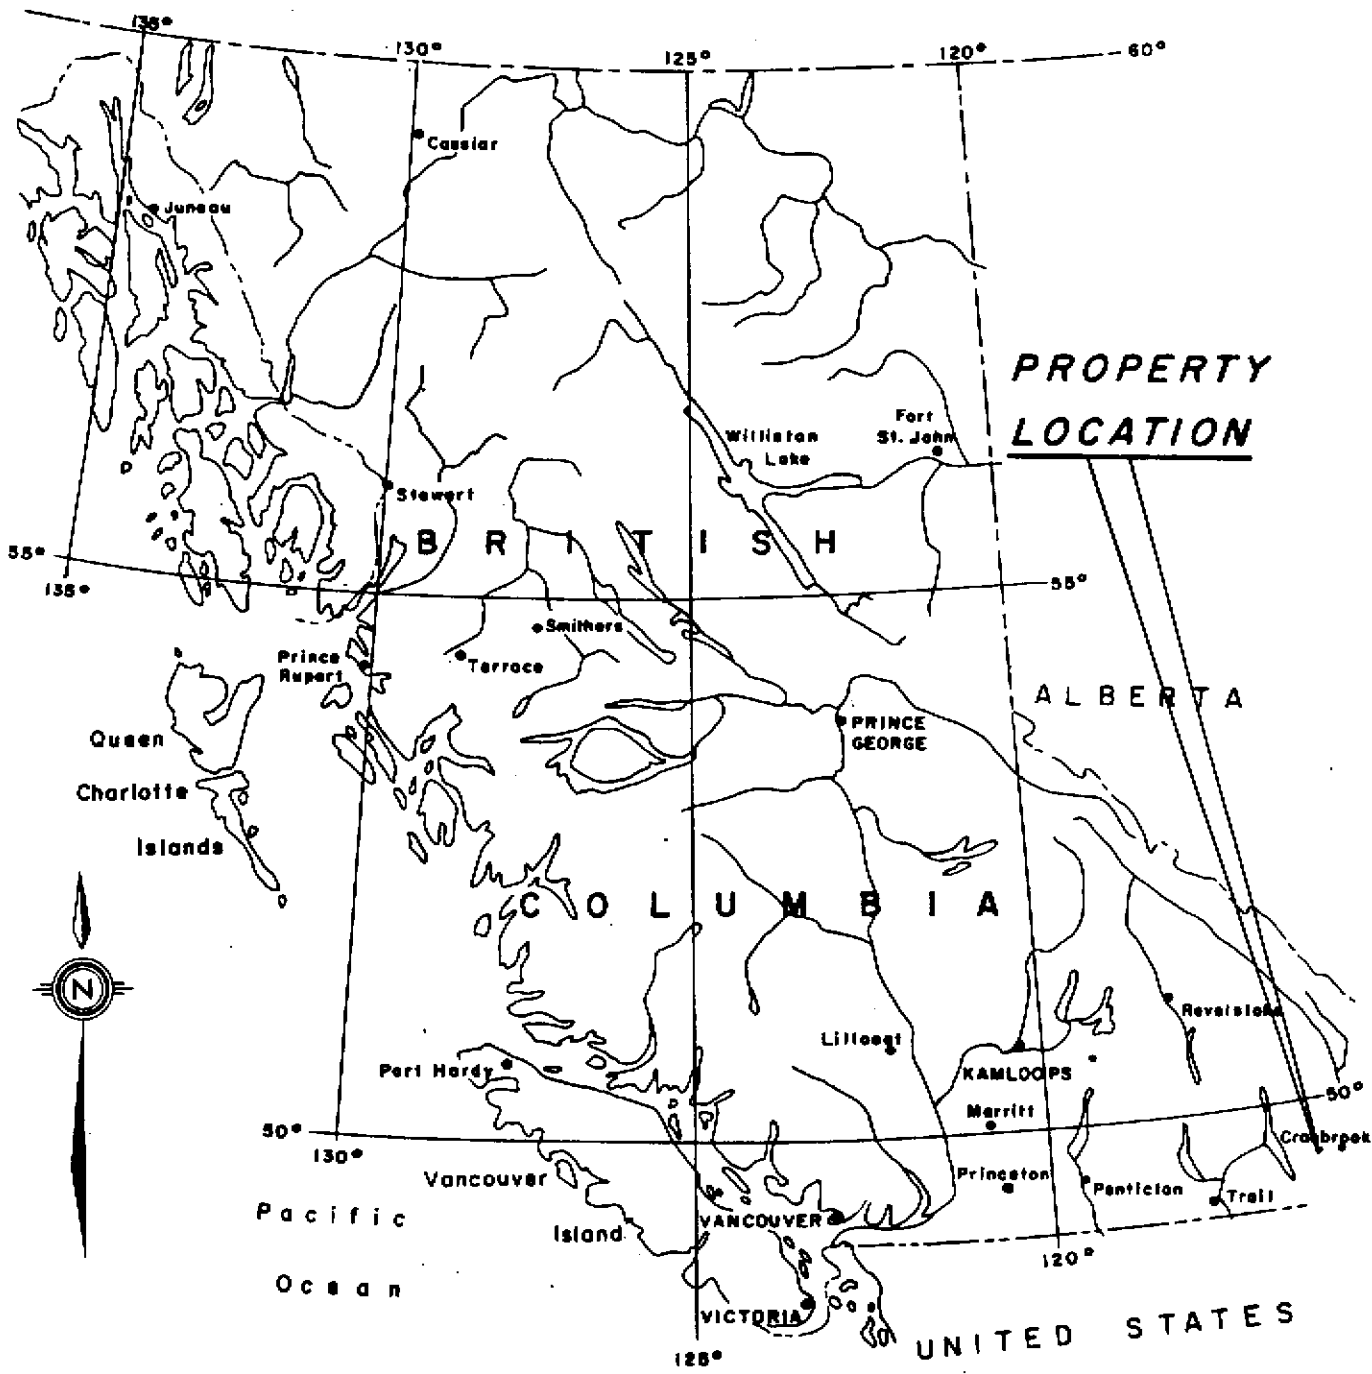 135°
130°
125°
120°
60°
Cassiar
Juneau
PROPERTY
LOCATION
Fort
St. John
Williston
Lake
Stewart
BRITISH
55°
135°
55°
Smithers
Prince
Rupert
Terrace
ALBERTA
PRINCE
GEORGE
Queen
Charlotte
Islands
COLUMBIA
N
Revelstoke
Lillooet
Port Hardy
KAMLOOPS
50°
Merritt
50°
130°
Cranbrook
Vancouver
Island
Princeton
Penticton
Trail
Pacific
Ocean
VANCOUVER
120°
VICTORIA
UNITED STATES
125°